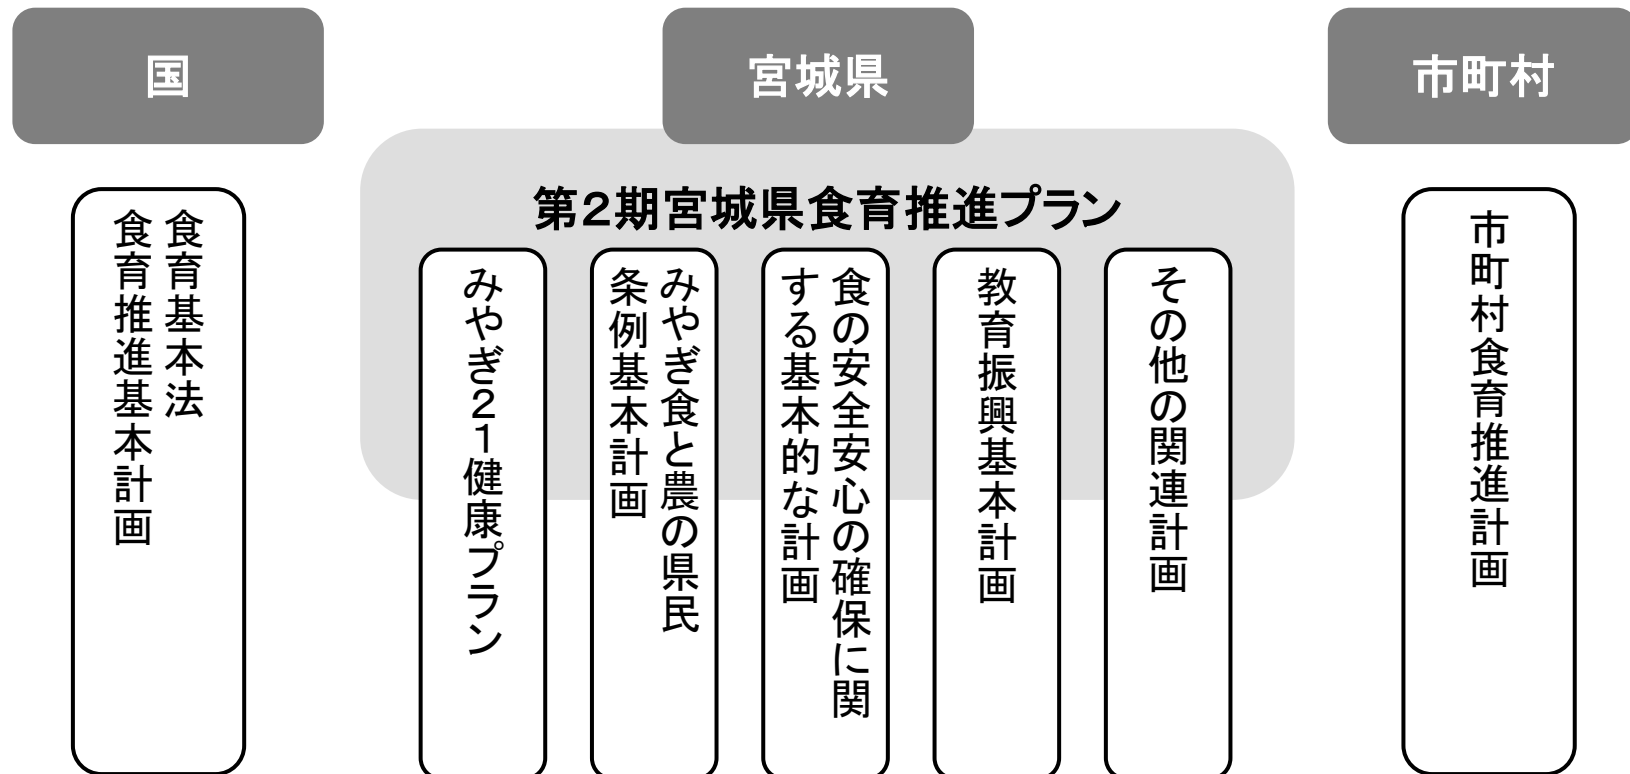 国
宮城県
市町村
第2期宮城県食育推進プラン
食育基本法
食育推進基本計画
みやぎ21健康プラン
みやぎ食と農の県民
条例基本計画
食の安全安心の確保に関
する基本的な計画
教育振興基本計画
その他の関連計画
市町村食育推進計画